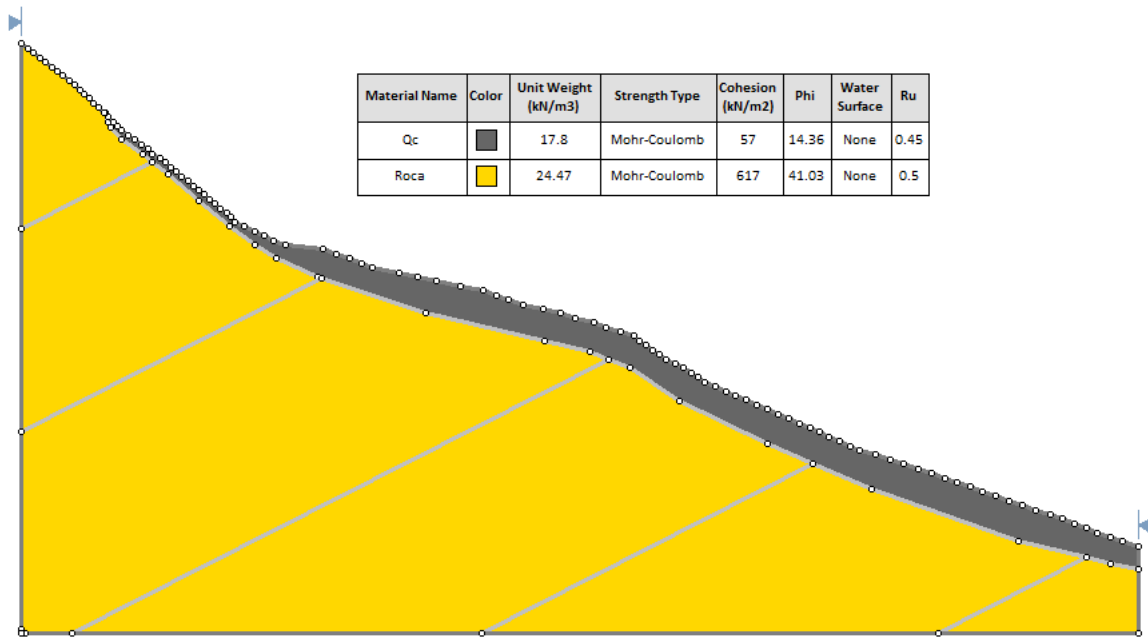 Material Name Color Unit Weight (kN/m3) Strength Type Cohesion (kN/m2) Phi Water Surface Ru
Qc 17.8 Mohr-Coulomb 57 14.36 None 0.45
Roca 24.47 Mohr-Coulomb 617 41.03 None 0.5